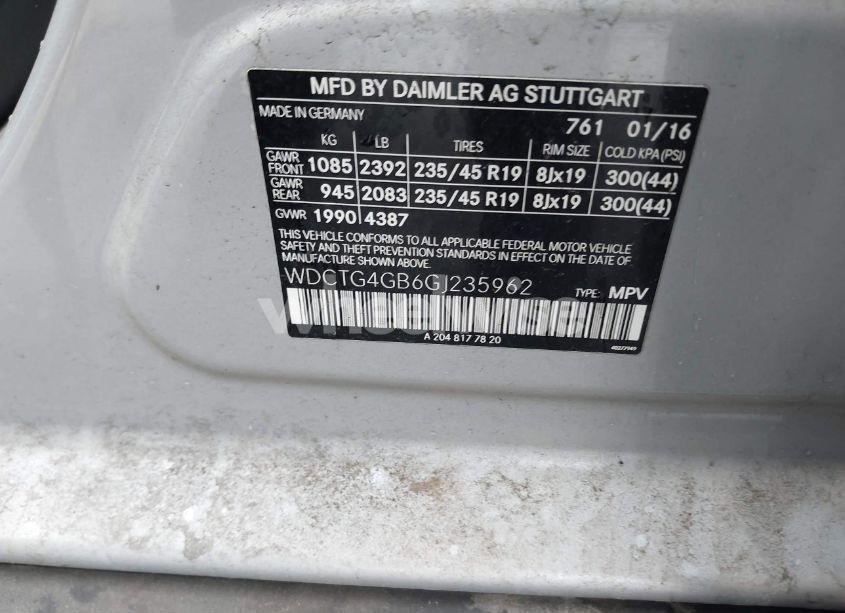 MFD BY DAIMLER AG STUTTGART
MADE IN GERMANY 761 01/16
KG LB TIRES RIM SIZE COLD KPA(PSI)
GAWR FRONT 1085 2392 235/45 R19 8Jx19 300(44)
GAWR REAR 945 2083 235/45 R19 8Jx19 300(44)
GWR 1990 4387
THIS VEHICLE CONFORMS TO ALL APPLICABLE FEDERAL MOTOR VEHICLE
SAFETY AND THEFT PREVENTION STANDARDS IN EFFECT ON THE DATE
OF MANUFACTURE SHOWN ABOVE.
WDCTG4GB6GJ235962 TYPE: MPV
A 204 817 78 20